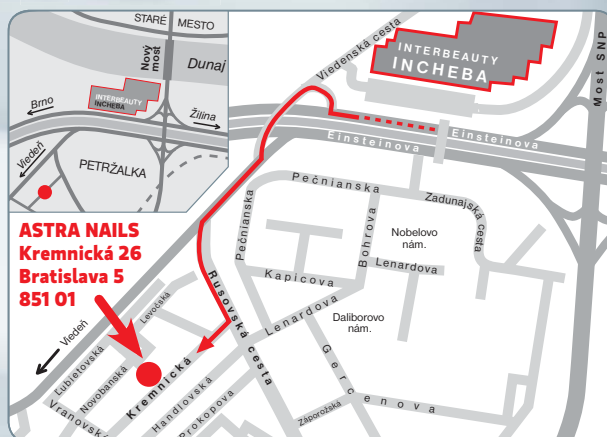 STARÉ MESTO
Nový most
Dunaj
INTERBEAUTY
INCHEBA
Brno
Žilina
Viedeň
PETRŽALKA
Viedenská cesta
INTERBEAUTY
INCHEBA
Most SNP
Einsteinova
Einsteinova
Pečnianska
Zadunajská cesta
Pečnianska
Bohrova
Nobelovo
nám.
Lenardova
Kapicova
Rusovská cesta
Lenardova
Daliborovo
nám.
Gercenova
ASTRA NAILS
Kremnická 26
Bratislava 5
851 01
Viedeň
Levočská
Ľubietovská
Novobanská
Kremnická
Vranovská
Handlovská
Prokopova
Záporožská